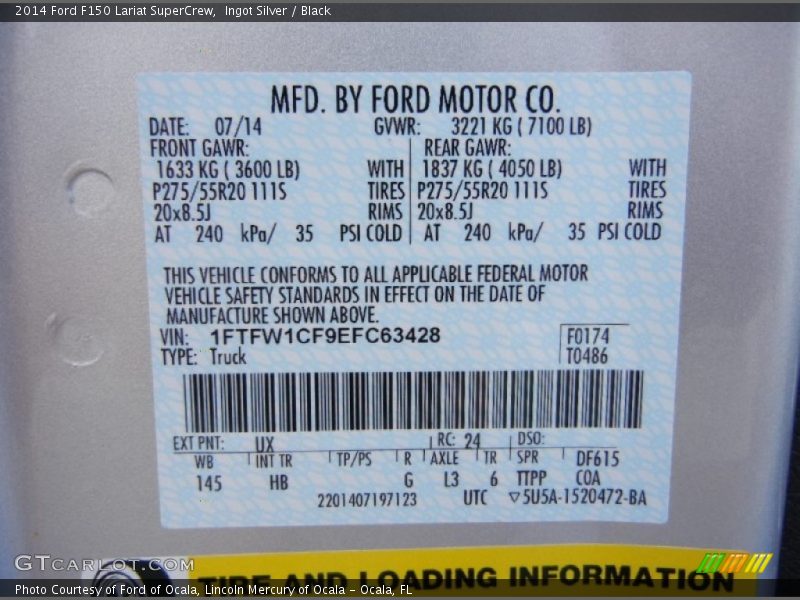 2014 Ford F150 Lariat SuperCrew,  Ingot Silver / Black
MFD. BY FORD MOTOR CO.
DATE: 07/14 GVWR: 3221 KG ( 7100 LB)
FRONT GAWR: REAR GAWR:
1633 KG ( 3600 LB) WITH 1837 KG ( 4050 LB) WITH
P275/55R20 111S TIRES P275/55R20 111S TIRES
20x8.5J RIMS 20x8.5J RIMS
AT 240 kPa/ 35 PSI COLD AT 240 kPa/ 35 PSI COLD
THIS VEHICLE CONFORMS TO ALL APPLICABLE FEDERAL MOTOR
VEHICLE SAFETY STANDARDS IN EFFECT ON THE DATE OF
MANUFACTURE SHOWN ABOVE.
VIN: 1FTFW1CF9EFC63428 F0174
TYPE: Truck T0486
EXT PNT: UX RC: 24 DSO:
WB INT TR TP/PS R AXLE TR SPR DF615
145 HB G L3 6 TTPP COA
2201407197123 UTC ▽5U5A-1520472-BA
TIRE AND LOADING INFORMATION
GTCARLOT.COM
Photo Courtesy of Ford of Ocala, Lincoln Mercury of Ocala - Ocala, FL